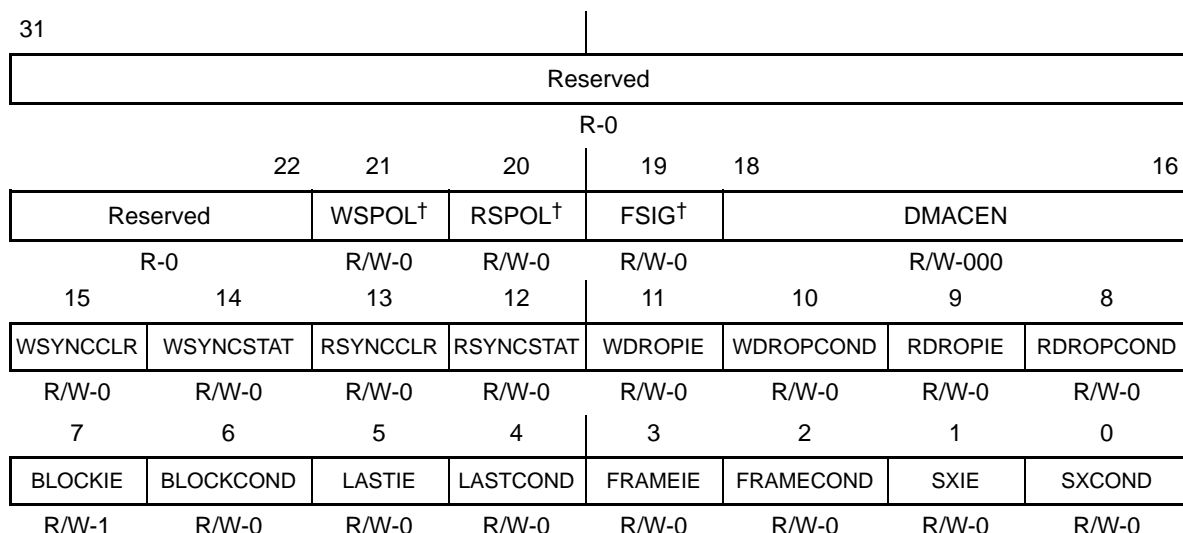 31
Reserved
R-0
22 21 20 19 18 16
Reserved WSPOL† RSPOL† FSIG† DMACEN
R-0 R/W-0 R/W-0 R/W-0 R/W-000
15 14 13 12 11 10 9 8
WSYNCCLR WSYNCSTAT RSYNCCLR RSYNCSTAT WDROPIE WDROPCOND RDROPIE RDROPCOND
R/W-0 R/W-0 R/W-0 R/W-0 R/W-0 R/W-0 R/W-0 R/W-0
7 6 5 4 3 2 1 0
BLOCKIE BLOCKCOND LASTIE LASTCOND FRAMEIE FRAMECOND SXIE SXCOND
R/W-1 R/W-0 R/W-0 R/W-0 R/W-0 R/W-0 R/W-0 R/W-0